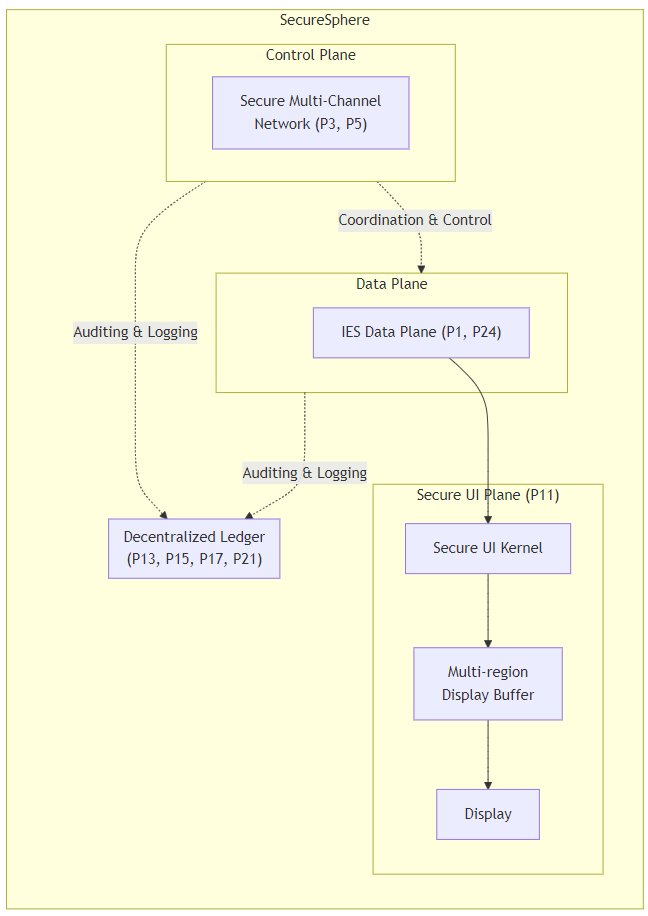 SecureSphere
Control Plane
Secure Multi-Channel
Network (P3, P5)
Coordination & Control
Data Plane
IES Data Plane (P1, P24)
Auditing & Logging
Auditing & Logging
Secure UI Plane (P11)
Decentralized Ledger
(P13, P15, P17, P21)
Secure UI Kernel
Multi-region
Display Buffer
Display